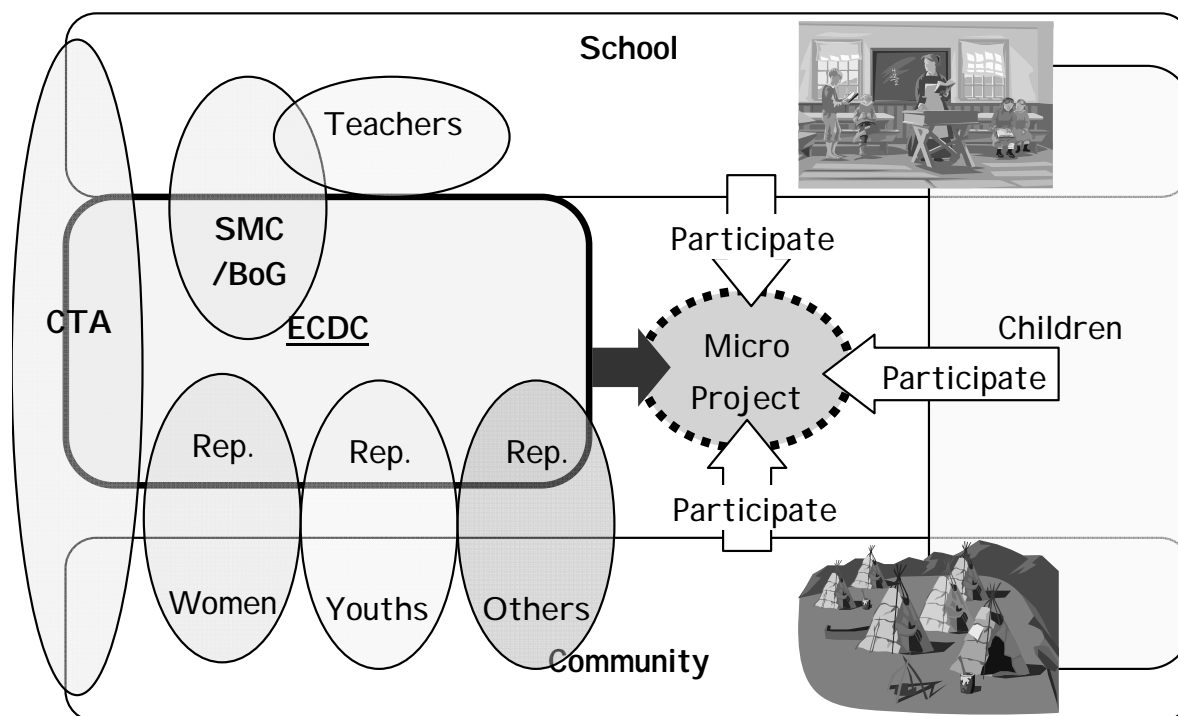 School
Teachers
Participate
SMC
/BoG
CTA
ECDC
Children
Micro
Participate
Project
Rep.
Rep.
Rep.
Participate
Women
Youths
Others
Community